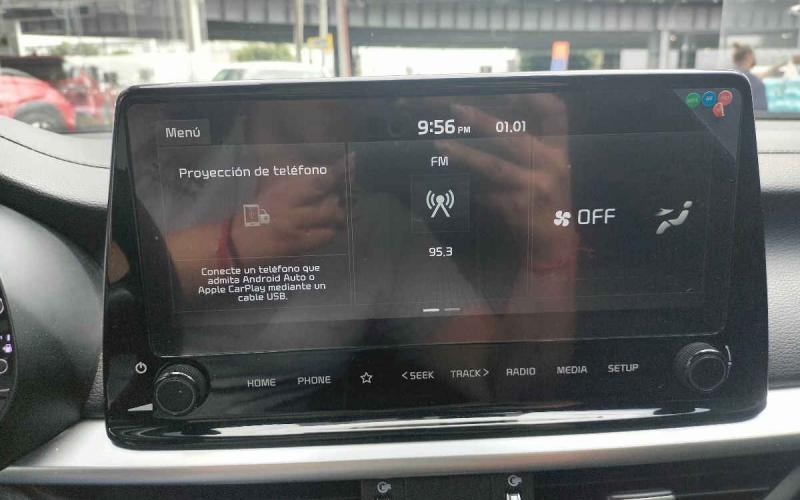 Menú
9:56 PM
01.01
Proyección de teléfono
Conecte un teléfono que
admita Android Auto o
Apple CarPlay mediante un
cable USB.
FM
95.3
OFF
HOME
PHONE
< SEEK
TRACK >
RADIO
MEDIA
SETUP